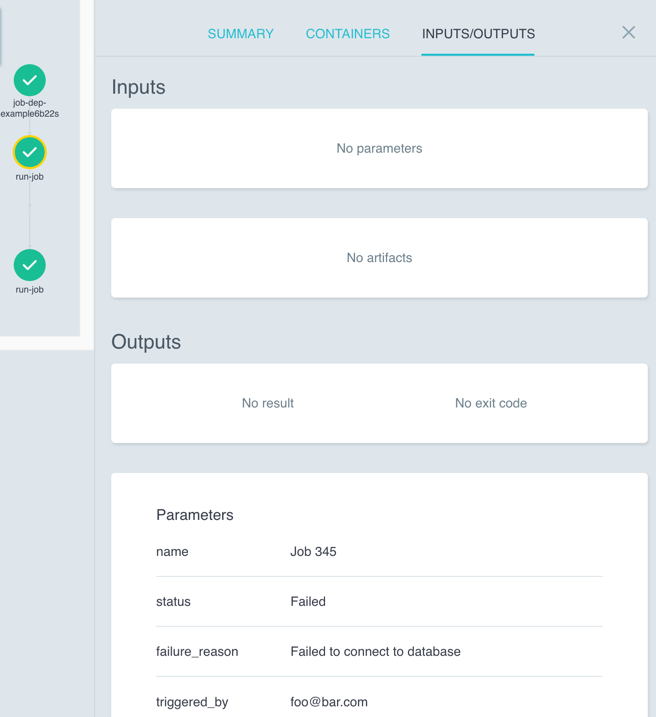 SUMMARY CONTAINERS INPUTS/OUTPUTS
job-dep-
example6b22s
run-job
run-job
Inputs
No parameters
No artifacts
Outputs
No result No exit code
Parameters
name Job 345
status Failed
failure_reason Failed to connect to database
triggered_by foo@bar.com